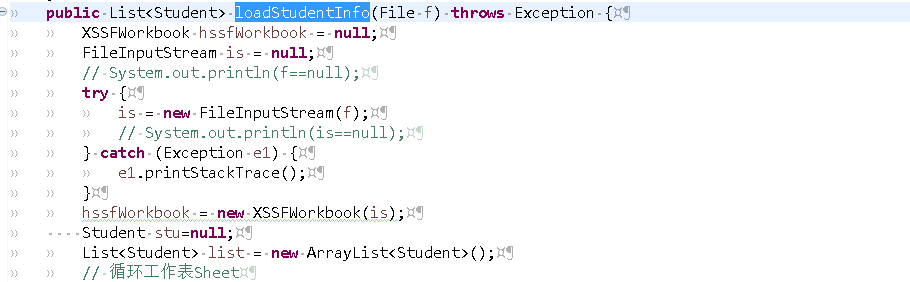 public List<Student> loadStudentInfo(File f) throws Exception {
XSSFWorkbook hssfWorkbook = null;
FileInputStream is = null;
// System.out.println(f==null);
try {
is = new FileInputStream(f);
// System.out.println(is==null);
} catch (Exception e1) {
e1.printStackTrace();
}
hssfWorkbook = new XSSFWorkbook(is);
Student stu=null;
List<Student> list = new ArrayList<Student>();
// 循环工作表Sheet